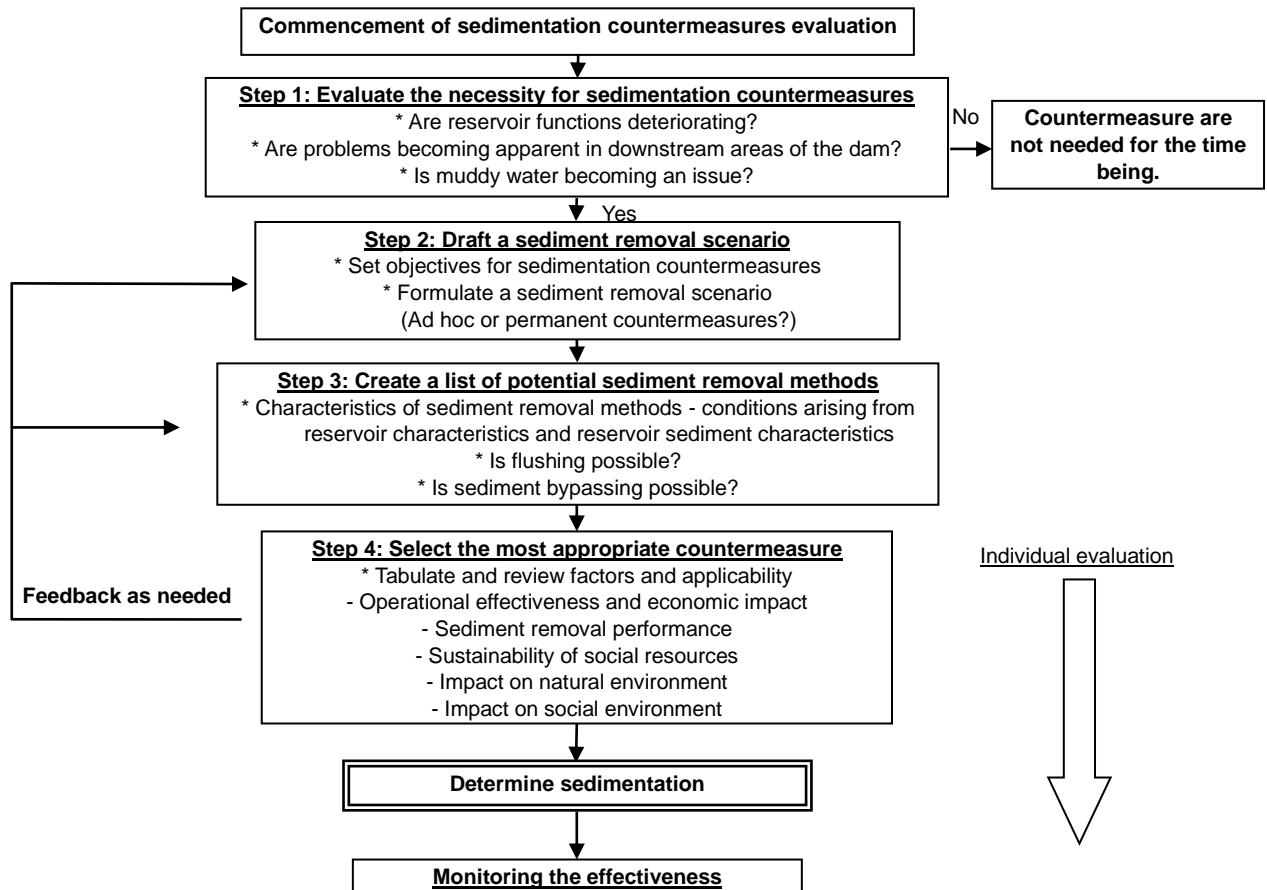 Commencement of sedimentation countermeasures evaluation
Step 1: Evaluate the necessity for sedimentation countermeasures
* Are reservoir functions deteriorating?
* Are problems becoming apparent in downstream areas of the dam?
* Is muddy water becoming an issue?
No
Countermeasure are
not needed for the time
being.
Yes
Step 2: Draft a sediment removal scenario
* Set objectives for sedimentation countermeasures
* Formulate a sediment removal scenario
(Ad hoc or permanent countermeasures?)
Step 3: Create a list of potential sediment removal methods
* Characteristics of sediment removal methods - conditions arising from
reservoir characteristics and reservoir sediment characteristics
* Is flushing possible?
* Is sediment bypassing possible?
Step 4: Select the most appropriate countermeasure
* Tabulate and review factors and applicability
- Operational effectiveness and economic impact
- Sediment removal performance
- Sustainability of social resources
- Impact on natural environment
- Impact on social environment
Feedback as needed
Individual evaluation
Determine sedimentation
Monitoring the effectiveness